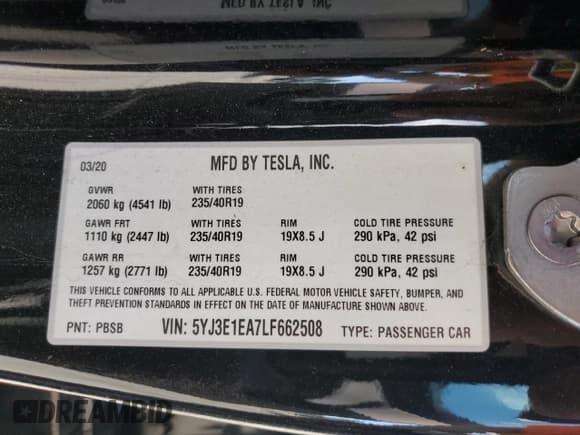 MFD BY TESLA, INC.
03/20 MFD BY TESLA, INC.
GVWR WITH TIRES
2060 kg (4541 lb) 235/40R19
GAWR FRT WITH TIRES RIM COLD TIRE PRESSURE
1110 kg (2447 lb) 235/40R19 19X8.5 J 290 kPa, 42 psi
GAWR RR WITH TIRES RIM COLD TIRE PRESSURE
1257 kg (2771 lb) 235/40R19 19X8.5 J 290 kPa, 42 psi
THIS VEHICLE CONFORMS TO ALL APPLICABLE U.S. FEDERAL MOTOR VEHICLE SAFETY, BUMPER, AND
THEFT PREVENTION STANDARDS IN EFFECT ON THE DATE OF MANUFACTURE SHOWN ABOVE.
PNT: PBSB VIN: 5YJ3E1EA7LF662508 TYPE: PASSENGER CAR
DREAMBID